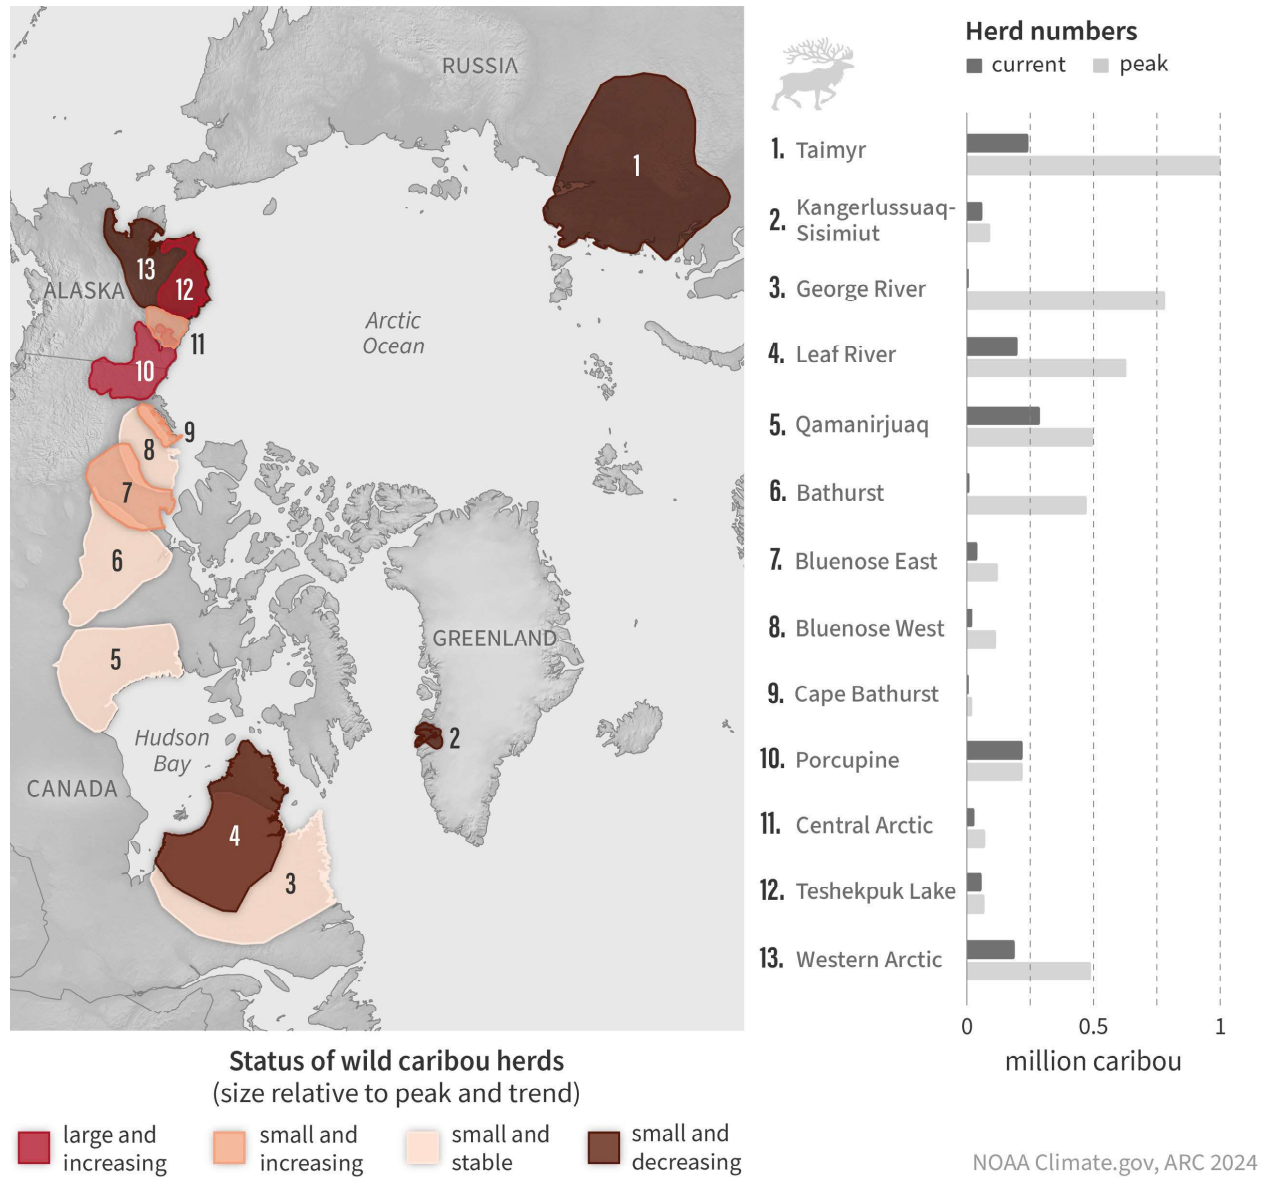 RUSSIA
1
13
12
ALASKA
11
10
Arctic
Ocean
9
8
7
6
5
GREENLAND
Hudson
Bay
2
CANADA
4
3
Status of wild caribou herds
(size relative to peak and trend)
large and
increasing
small and
increasing
small and
stable
small and
decreasing
Herd numbers
current
peak
1. Taimyr
2. Kangerlussuaq-
Sisimiut
3. George River
4. Leaf River
5. Qamanirjuaq
6. Bathurst
7. Bluenose East
8. Bluenose West
9. Cape Bathurst
10. Porcupine
11. Central Arctic
12. Teshekpuk Lake
13. Western Arctic
0 0.5 1
million caribou
NOAA Climate.gov, ARC 2024